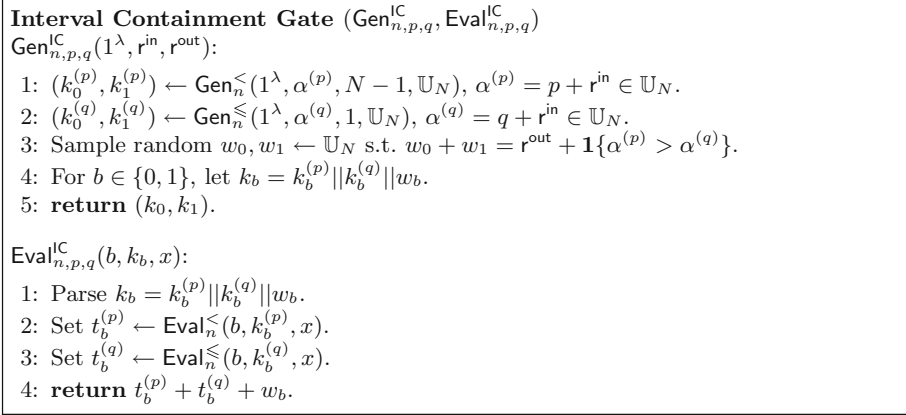 Interval Containment Gate (Gen^{IC}_{n,p,q}, Eval^{IC}_{n,p,q})
Gen^{IC}_{n,p,q}(1^λ, r^{in}, r^{out}):
1: (k_0^{(p)}, k_1^{(p)}) ← Gen_n^<(1^λ, α^{(p)}, N − 1, 𝕌_N), α^{(p)} = p + r^{in} ∈ 𝕌_N.
2: (k_0^{(q)}, k_1^{(q)}) ← Gen_n^⩽(1^λ, α^{(q)}, 1, 𝕌_N), α^{(q)} = q + r^{in} ∈ 𝕌_N.
3: Sample random w_0, w_1 ← 𝕌_N s.t. w_0 + w_1 = r^{out} + 1{α^{(p)} > α^{(q)}}.
4: For b ∈ {0, 1}, let k_b = k_b^{(p)}||k_b^{(q)}||w_b.
5: return (k_0, k_1).
Eval^{IC}_{n,p,q}(b, k_b, x):
1: Parse k_b = k_b^{(p)}||k_b^{(q)}||w_b.
2: Set t_b^{(p)} ← Eval_n^<(b, k_b^{(p)}, x).
3: Set t_b^{(q)} ← Eval_n^⩽(b, k_b^{(q)}, x).
4: return t_b^{(p)} + t_b^{(q)} + w_b.